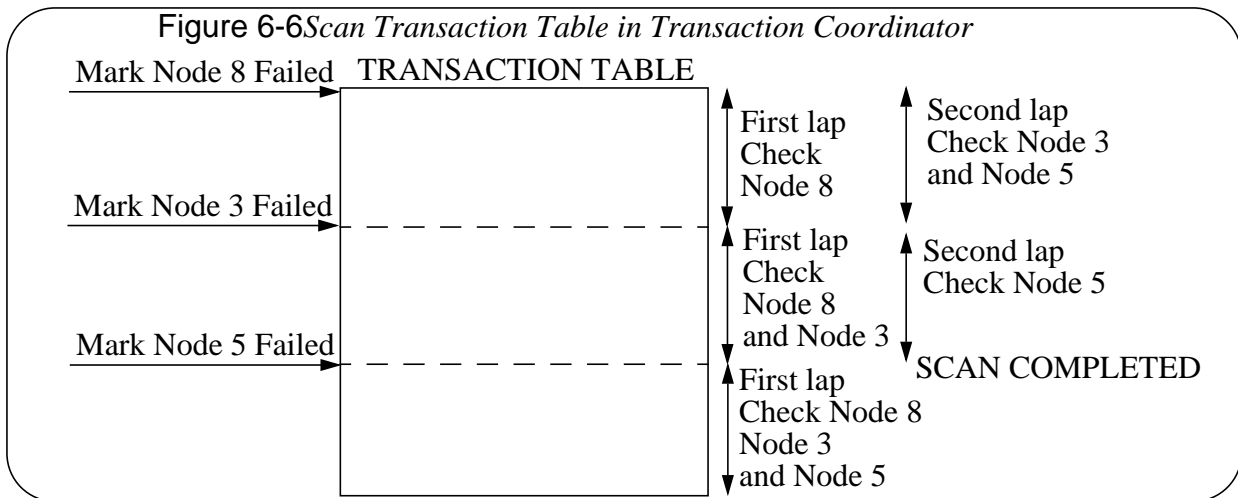 Figure 6-6Scan Transaction Table in Transaction Coordinator
Mark Node 8 Failed
TRANSACTION TABLE
First lap
Check
Node 8
Second lap
Check Node 3
and Node 5
Mark Node 3 Failed
First lap
Check
Node 8
and Node 3
Second lap
Check Node 5
Mark Node 5 Failed
SCAN COMPLETED
First lap
Check Node 8
Node 3
and Node 5